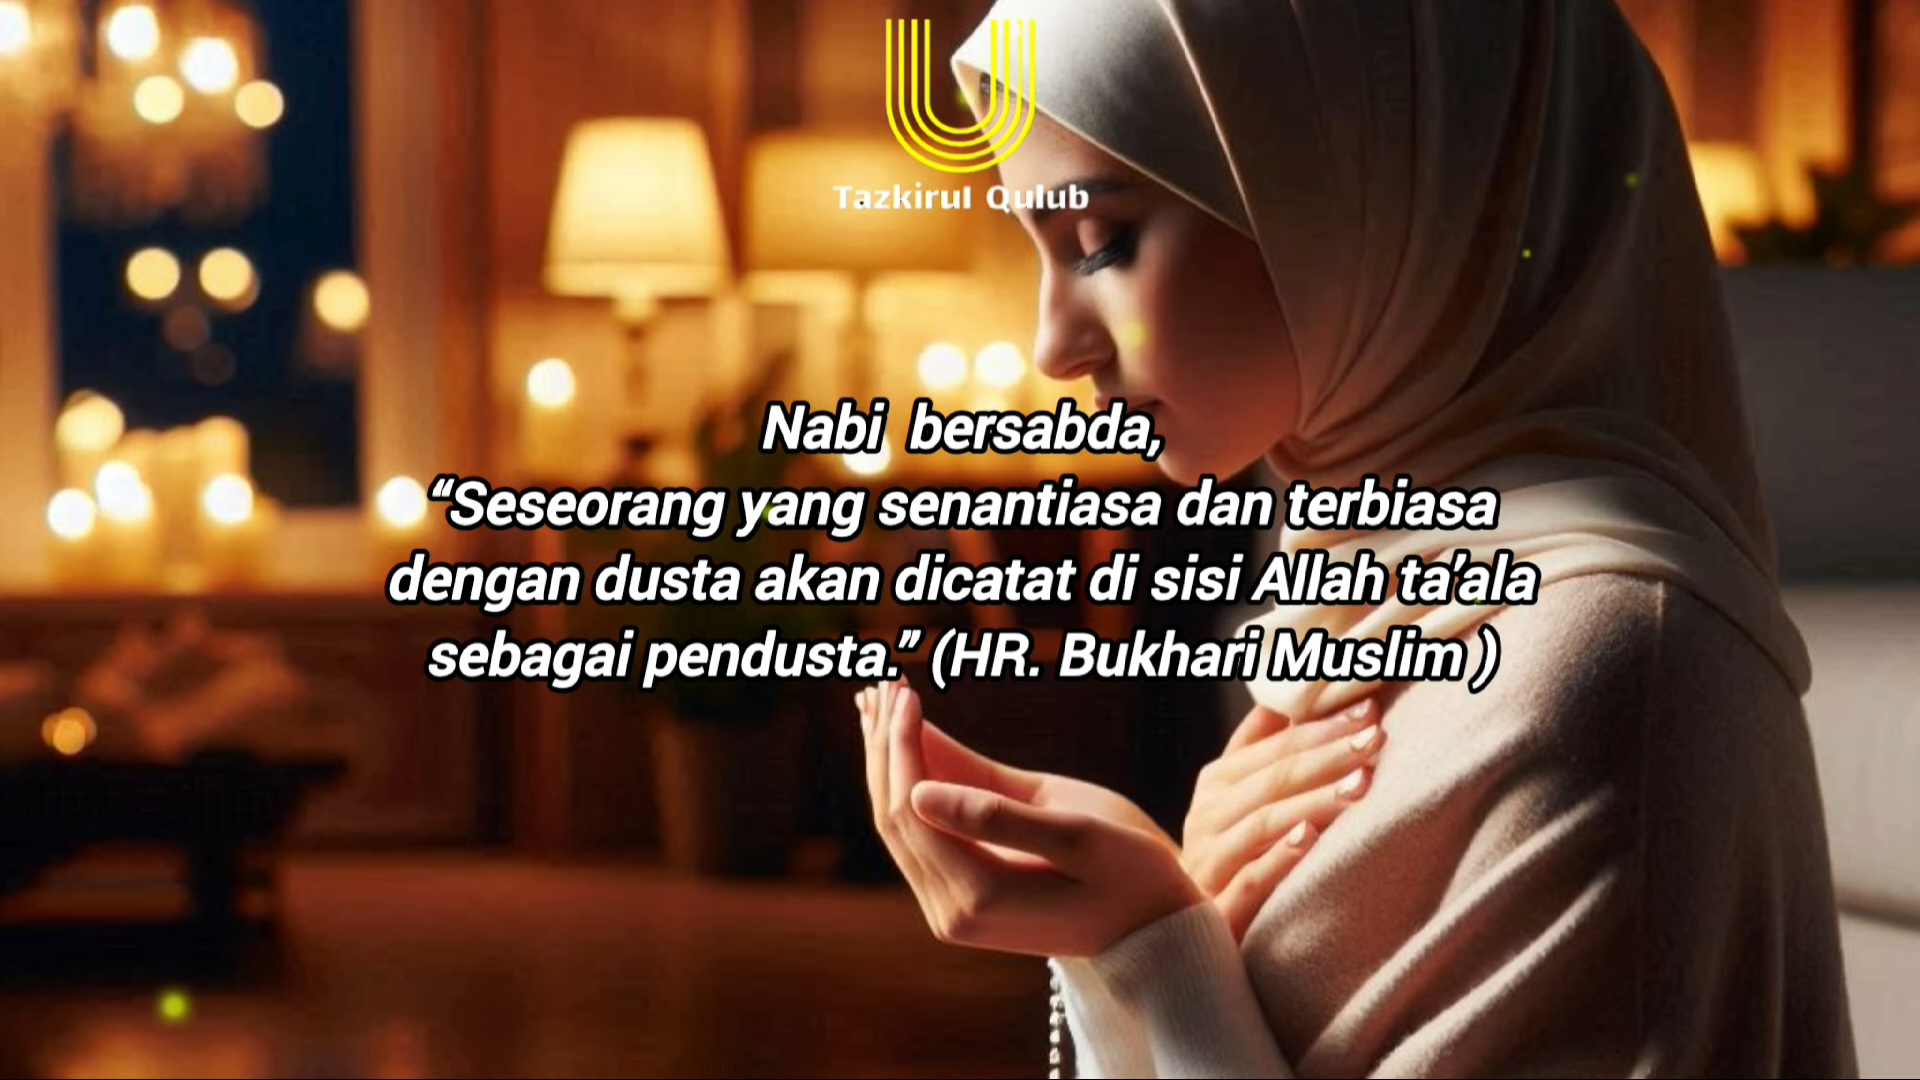 Tazkirul Qulub
Nabi bersabda,
“Seseorang yang senantiasa dan terbiasa
dengan dusta akan dicatat di sisi Allah ta’ala
sebagai pendusta.” (HR. Bukhari Muslim )